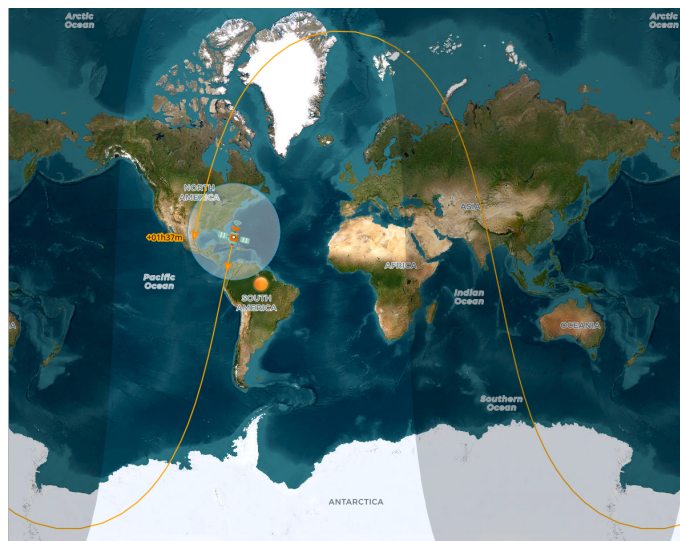 Arctic
Ocean
Arctic
Ocean
NORTH
AMERICA
ASIA
+01h37m
AFRICA
Pacific
Ocean
Indian
Ocean
SOUTH
AMERICA
A
OCEANIA
Southern
Ocean
ANTARCTICA